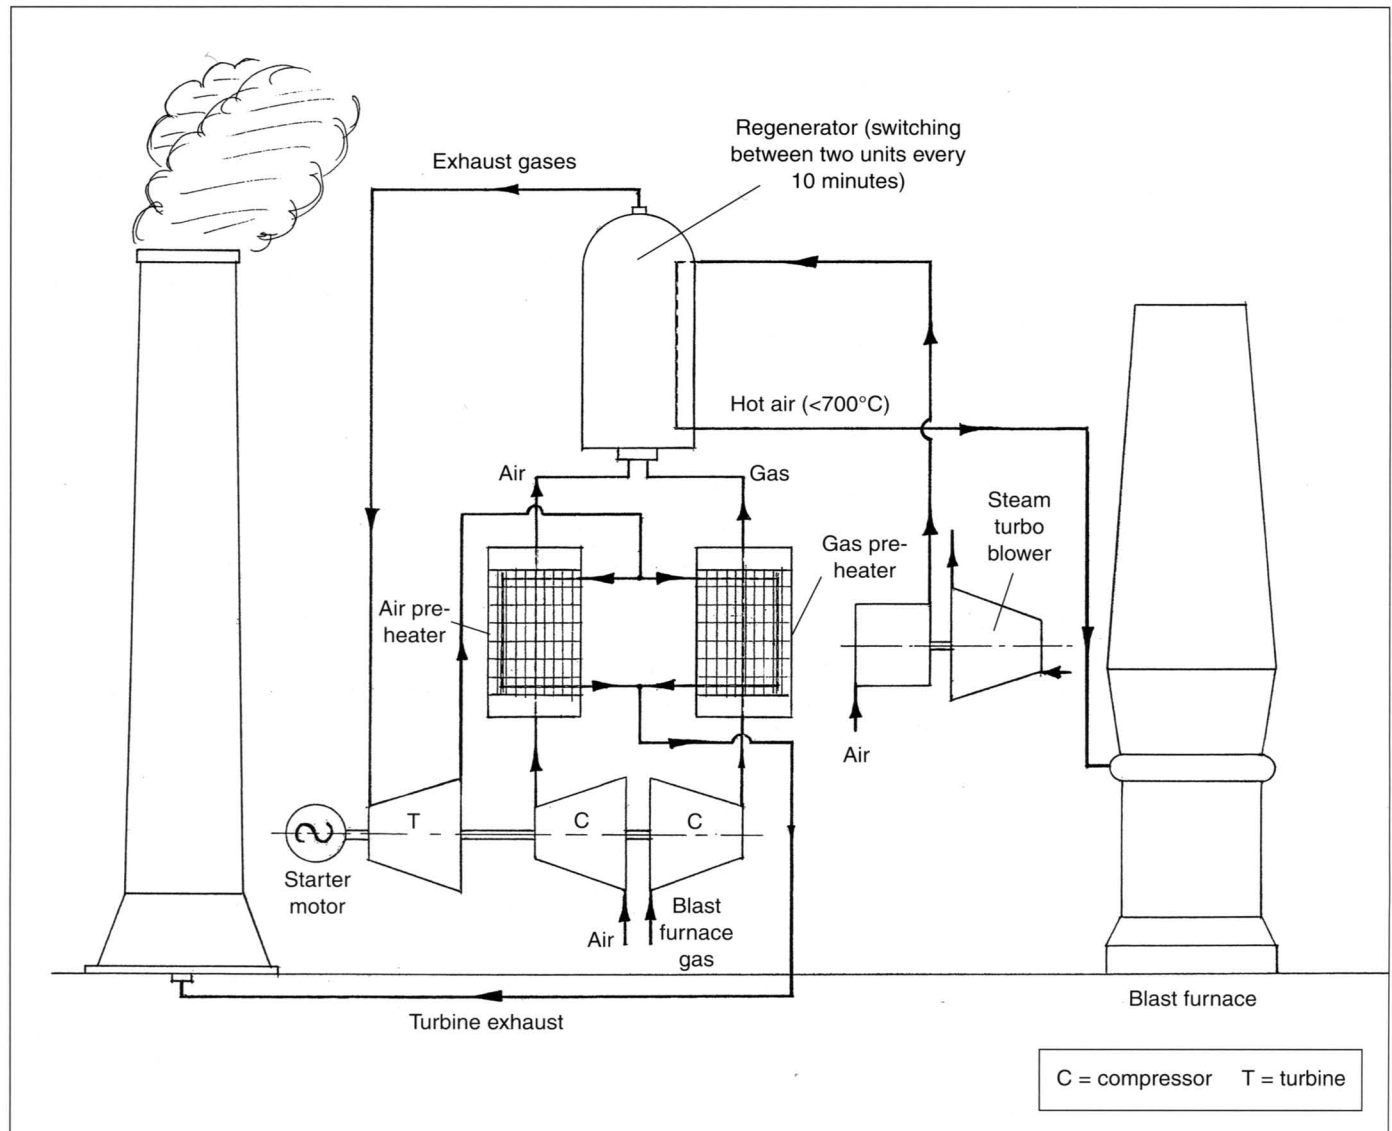 Regenerator (switching
between two units every
10 minutes)
Exhaust gases
Hot air (<700°C)
Air
Gas
Steam
turbo
blower
Gas pre-
heater
Air pre-
heater
Air
T
C
C
Starter
motor
Air
Blast
furnace
gas
Blast furnace
Turbine exhaust
C = compressor T = turbine